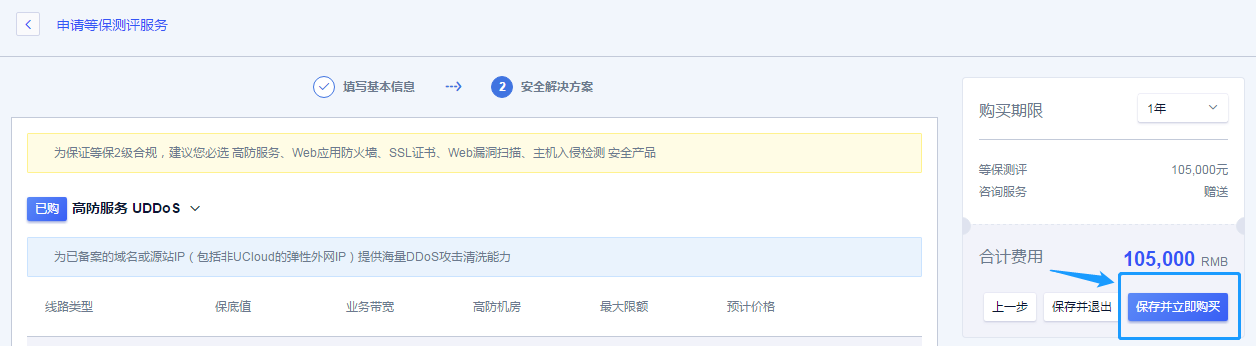 申请等保测评服务
填写基本信息
2 安全解决方案
为保证等保2级合规，建议您必选 高防服务、Web应用防火墙、SSL证书、Web漏洞扫描、主机入侵检测 安全产品
已购 高防服务 UDDoS
为已备案的域名或源站IP（包括非UCloud的弹性外网IP）提供海量DDoS攻击清洗能力
线路类型 保底值 业务带宽 高防机房 最大限额 预计价格
购买期限 1年
等保测评 105,000元
咨询服务 赠送
合计费用 105,000 RMB
上一步 保存并退出 保存并立即购买